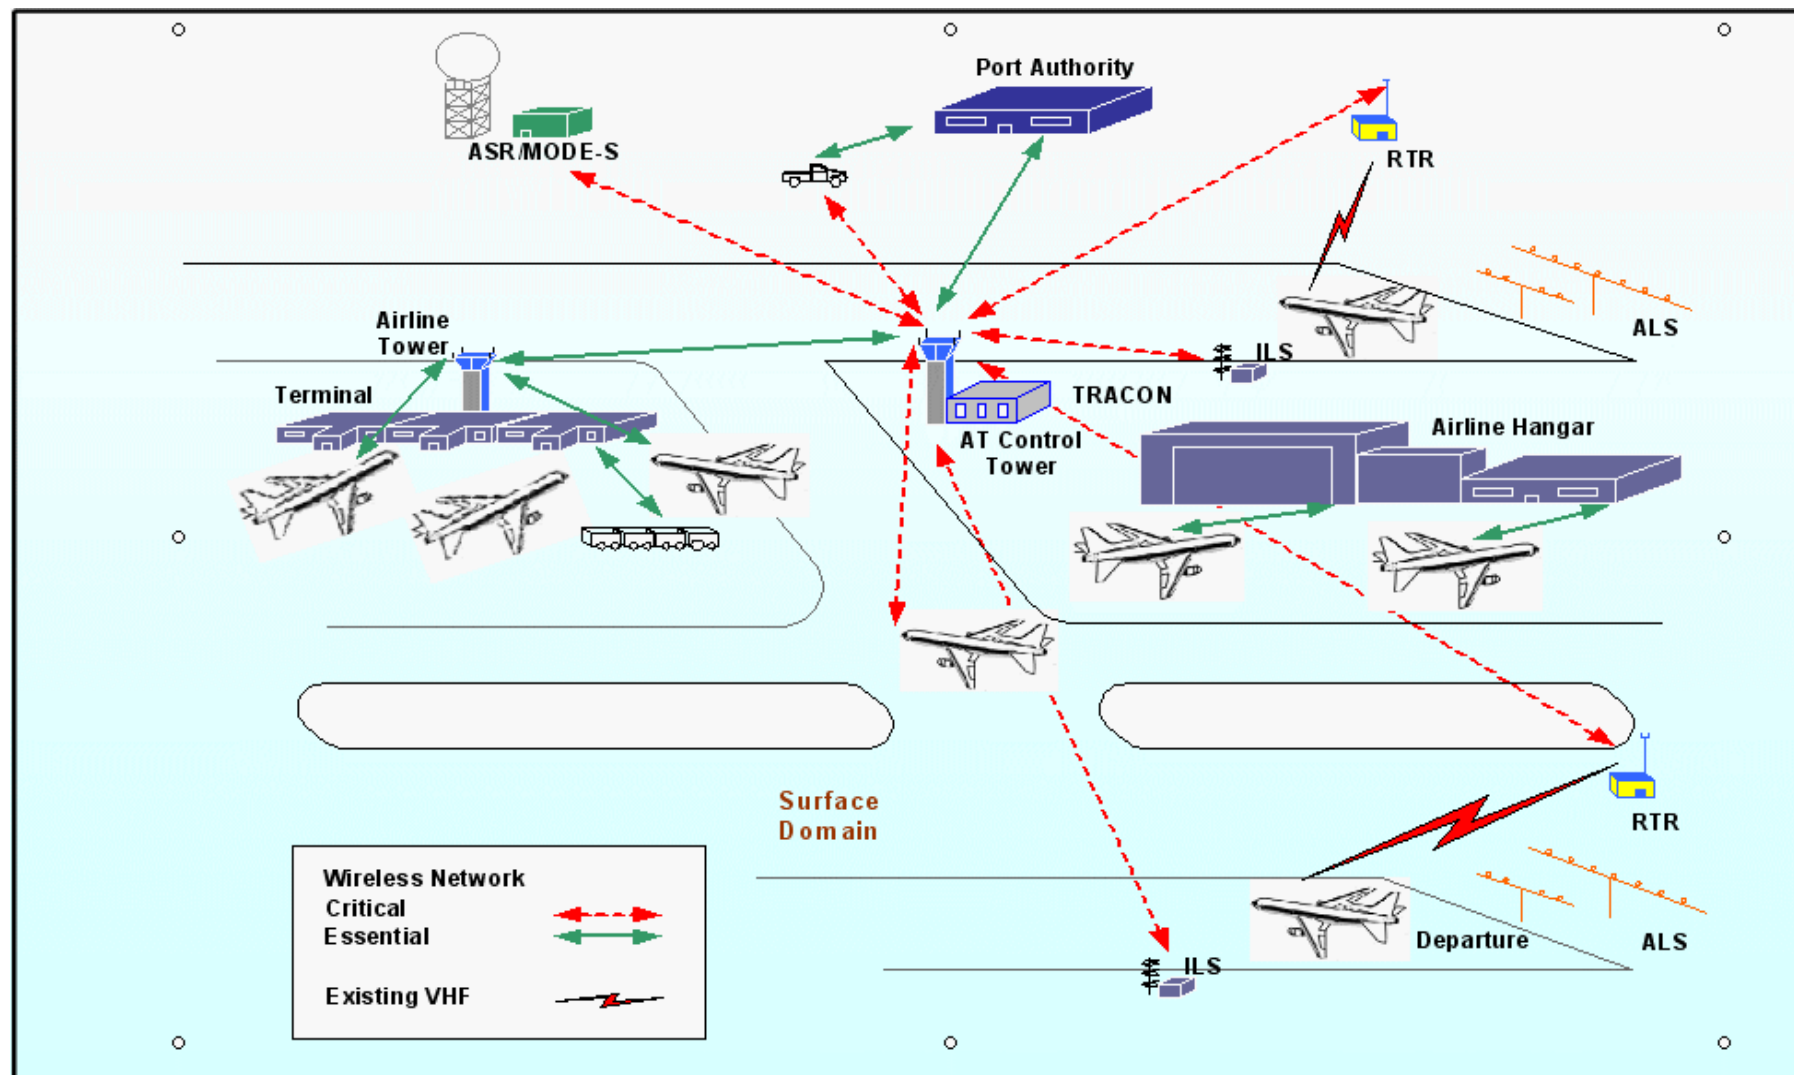 Port Authority
ASR/MODE-S
RTR
Airline
Tower
ALS
ILS
Terminal
TRACON
AT Control
Tower
Airline Hangar
Surface
Domain
RTR
Wireless Network
Critical
Essential
Existing VHF
Departure
ALS
ILS